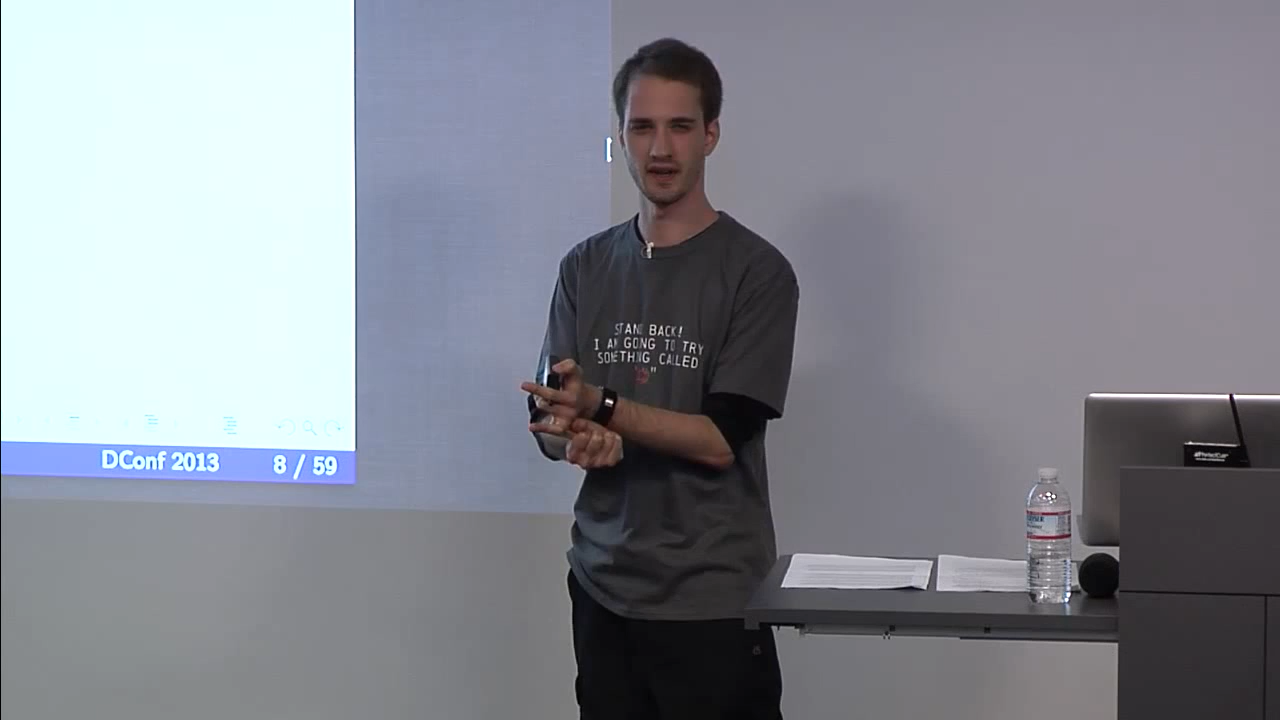 DConf 2013 8 / 59
STAND BACK!
I AM GOING TO TRY
SOMETHING CALLED